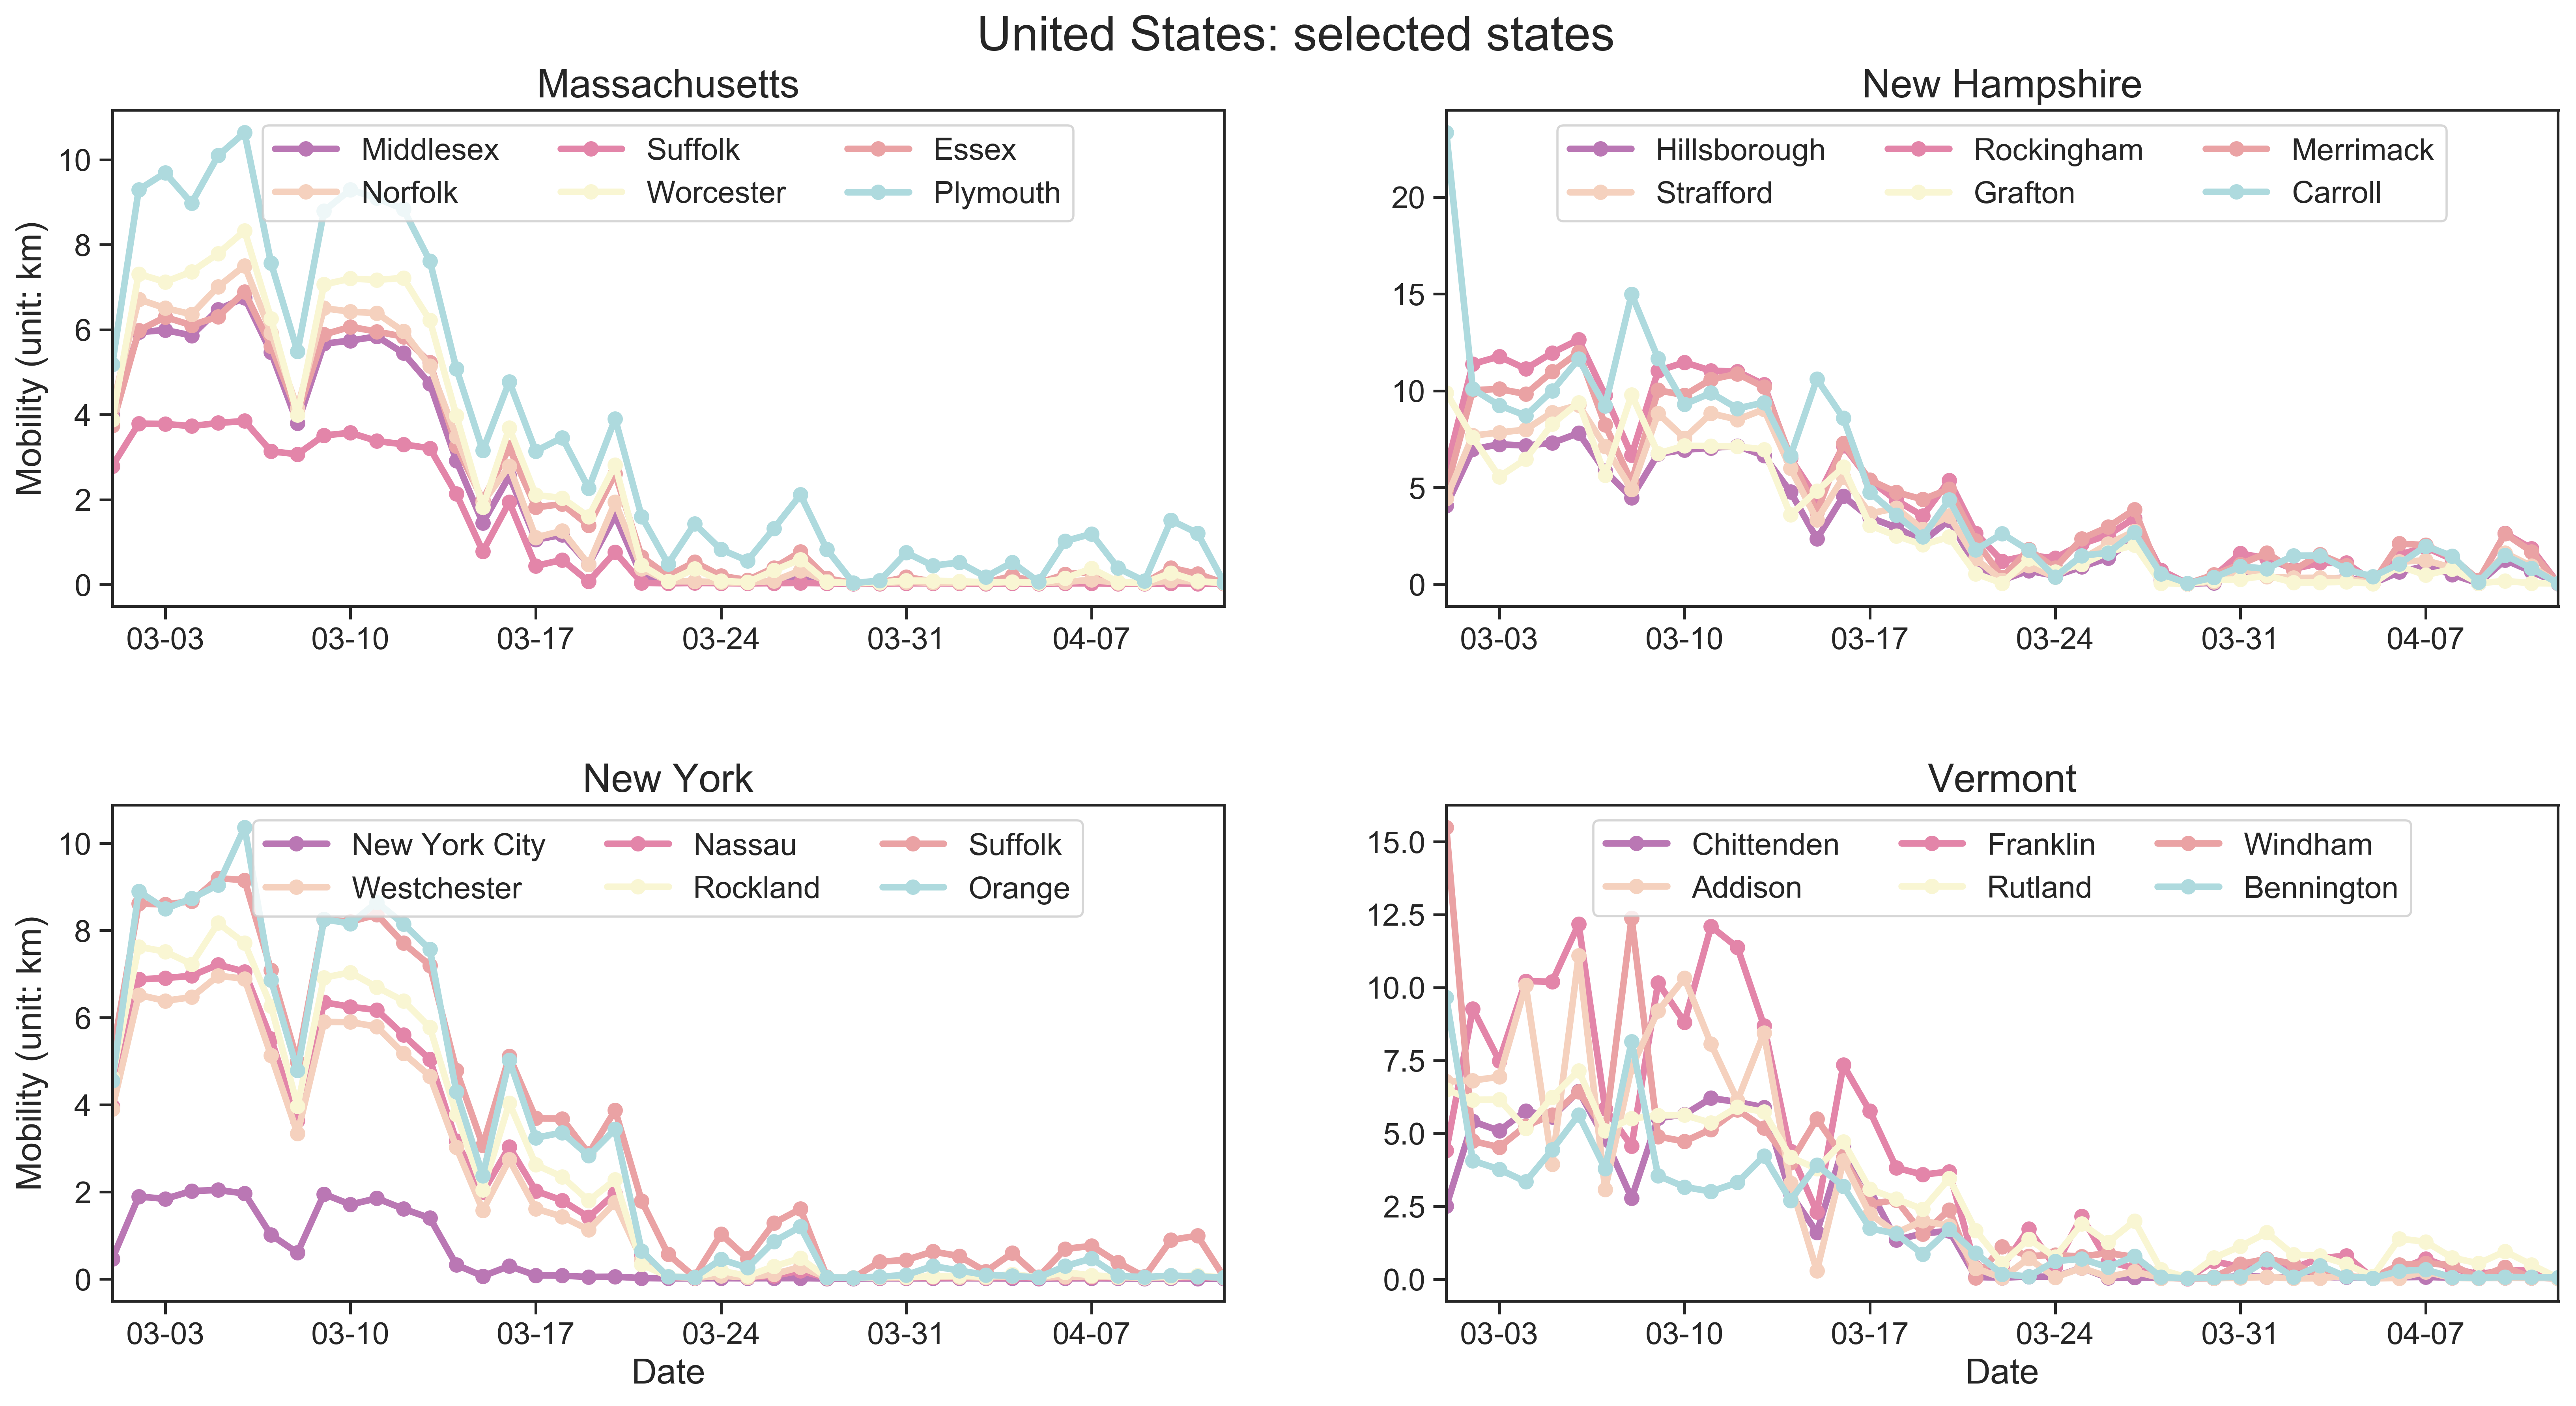 United States: selected states
Massachusetts
Middlesex Suffolk Essex
Norfolk Worcester Plymouth
Mobility (unit: km)
10
8
6
4
2
0
03-03 03-10 03-17 03-24 03-31 04-07
New Hampshire
Hillsborough Rockingham Merrimack
Strafford Grafton Carroll
20
15
10
5
0
03-03 03-10 03-17 03-24 03-31 04-07
New York
New York City Nassau Suffolk
Westchester Rockland Orange
Mobility (unit: km)
10
8
6
4
2
0
03-03 03-10 03-17 03-24 03-31 04-07
Date
Vermont
Chittenden Franklin Windham
Addison Rutland Bennington
15.0
12.5
10.0
7.5
5.0
2.5
0.0
03-03 03-10 03-17 03-24 03-31 04-07
Date